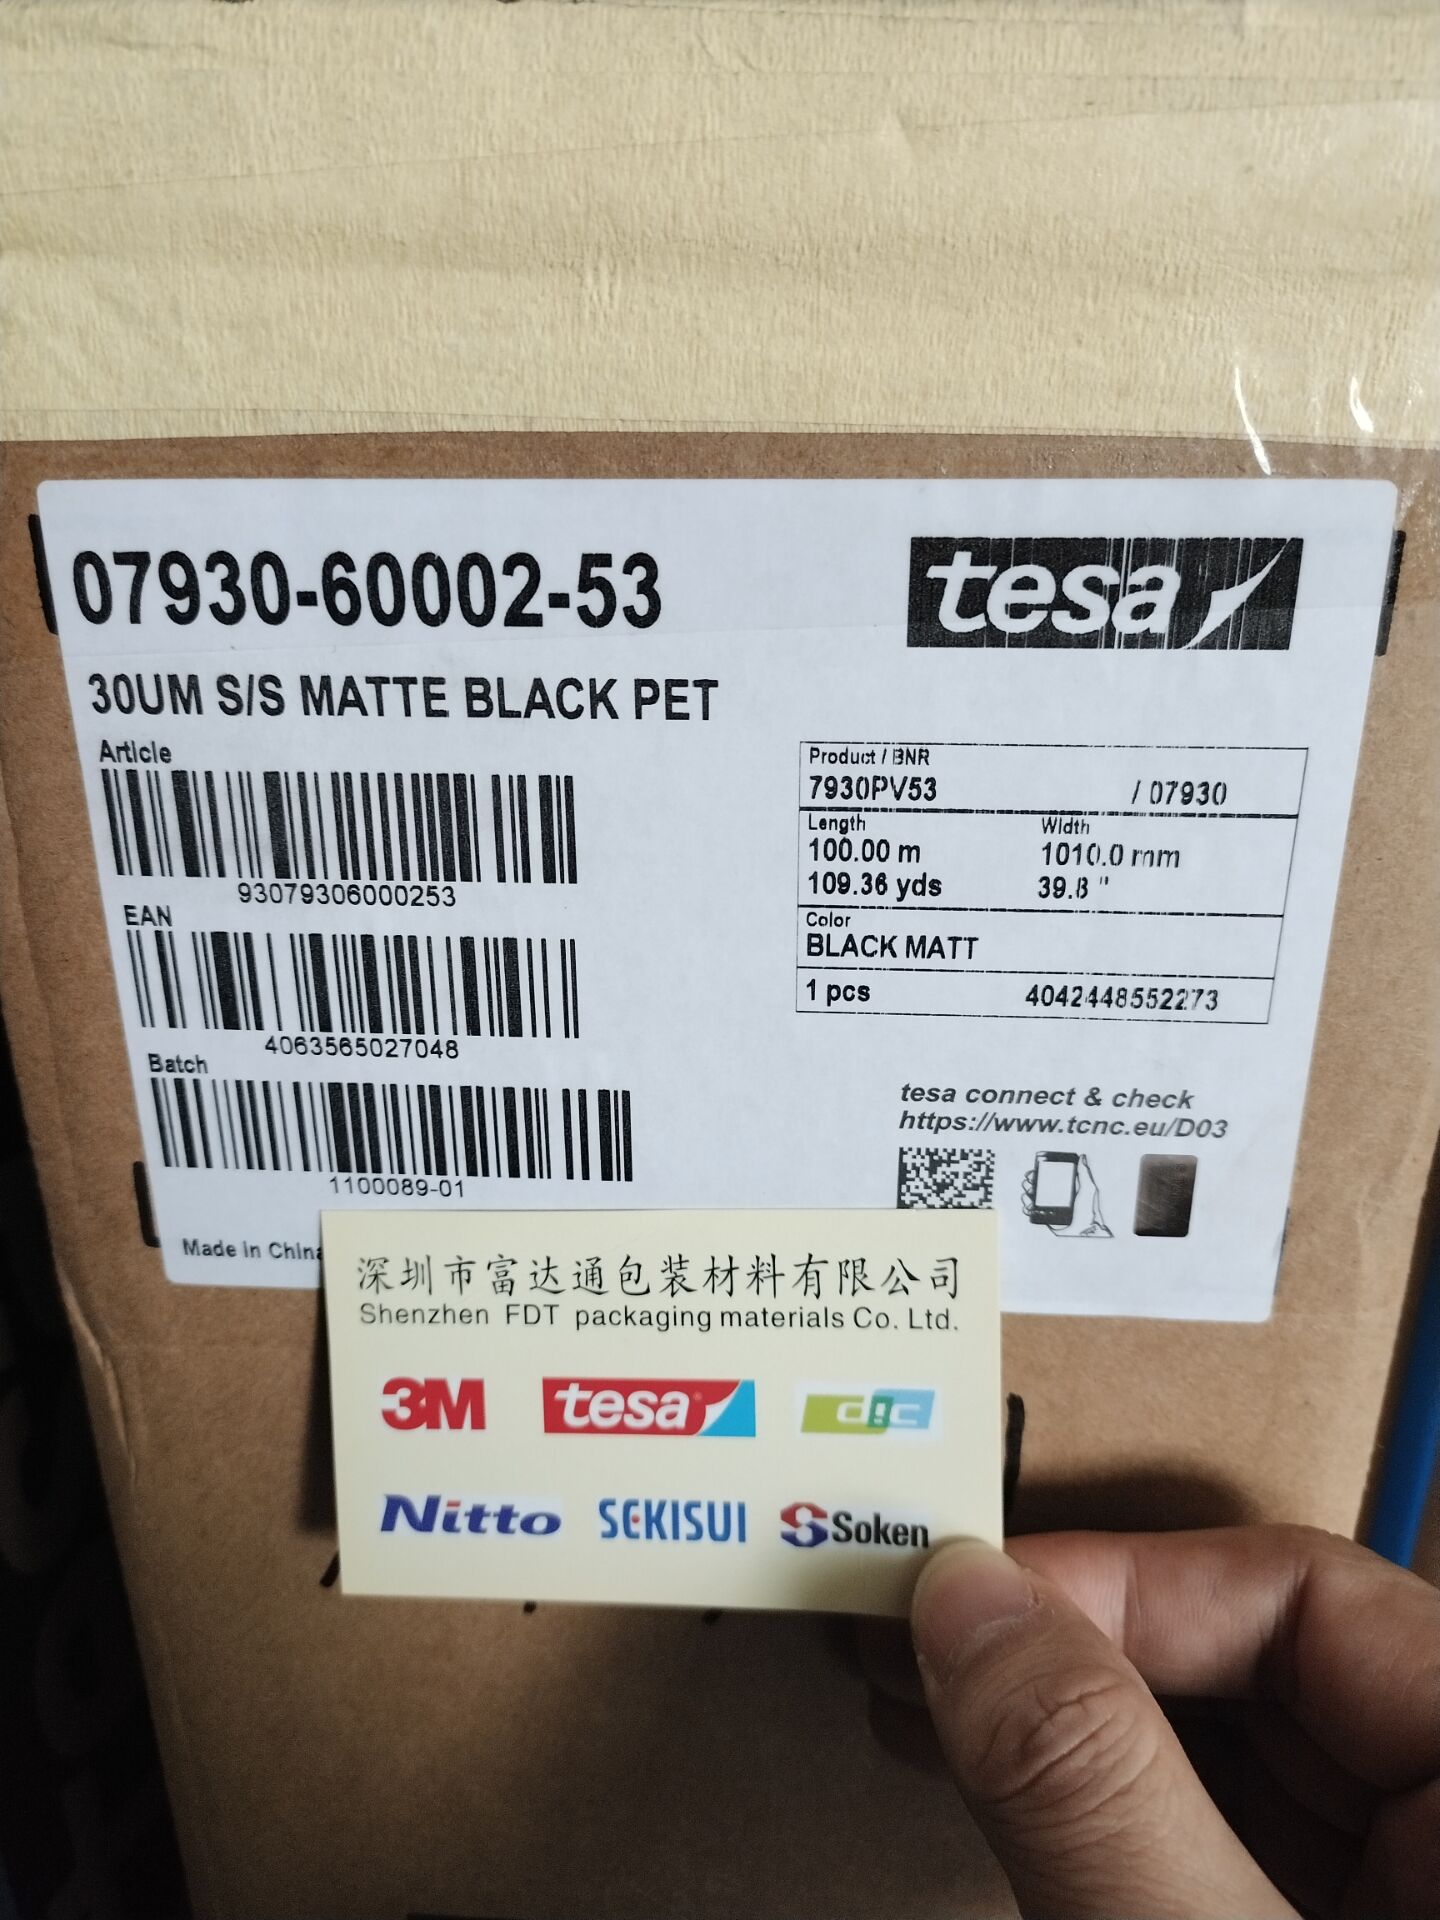 07930-60002-53
tesa
30UM S/S MATTE BLACK PET
Article
93079306000253
EAN
4063565027048
Batch
1100089-01
Made in China
Product / BNR
7930PV53 / 07930
Length Width
100.00 m 1010.0 mm
109.36 yds 39.8 "
Color
BLACK MATT
1 pcs 4042448552273
tesa connect & check
https://www.tcnc.eu/D03
深圳市富达通包装材料有限公司
Shenzhen FDT packaging materials Co. Ltd.
3M tesa dic
Nitto SEKISUI Soken